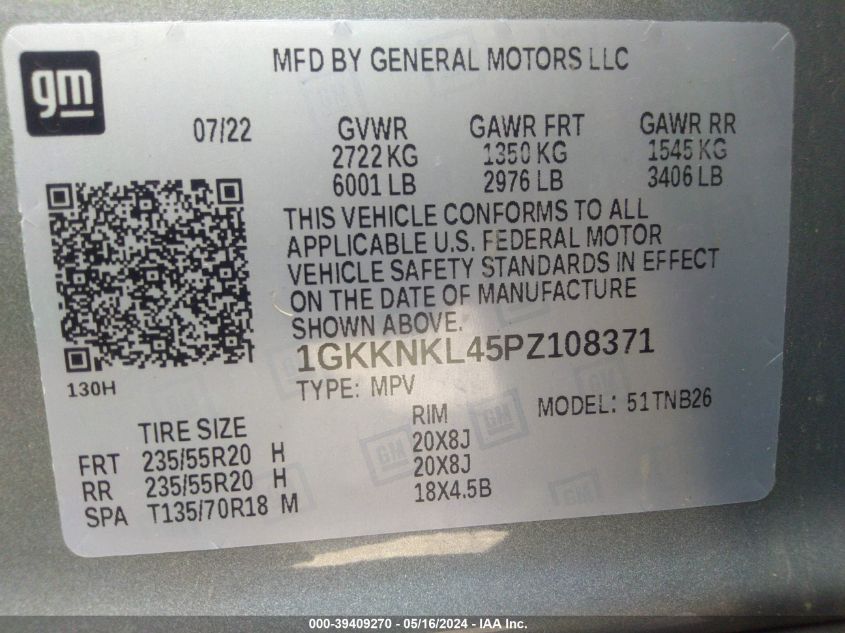 gm
MFD BY GENERAL MOTORS LLC
07/22 GVWR GAWR FRT GAWR RR
2722 KG 1350 KG 1545 KG
6001 LB 2976 LB 3406 LB
THIS VEHICLE CONFORMS TO ALL
APPLICABLE U.S. FEDERAL MOTOR
VEHICLE SAFETY STANDARDS IN EFFECT
ON THE DATE OF MANUFACTURE
SHOWN ABOVE.
1GKKNKL45PZ108371
130H
TYPE: MPV MODEL: 51TNB26
TIRE SIZE RIM
FRT 235/55R20 H 20X8J
RR 235/55R20 H 20X8J
SPA T135/70R18 M 18X4.5B
000-39409270 - 05/16/2024 - IAA Inc.